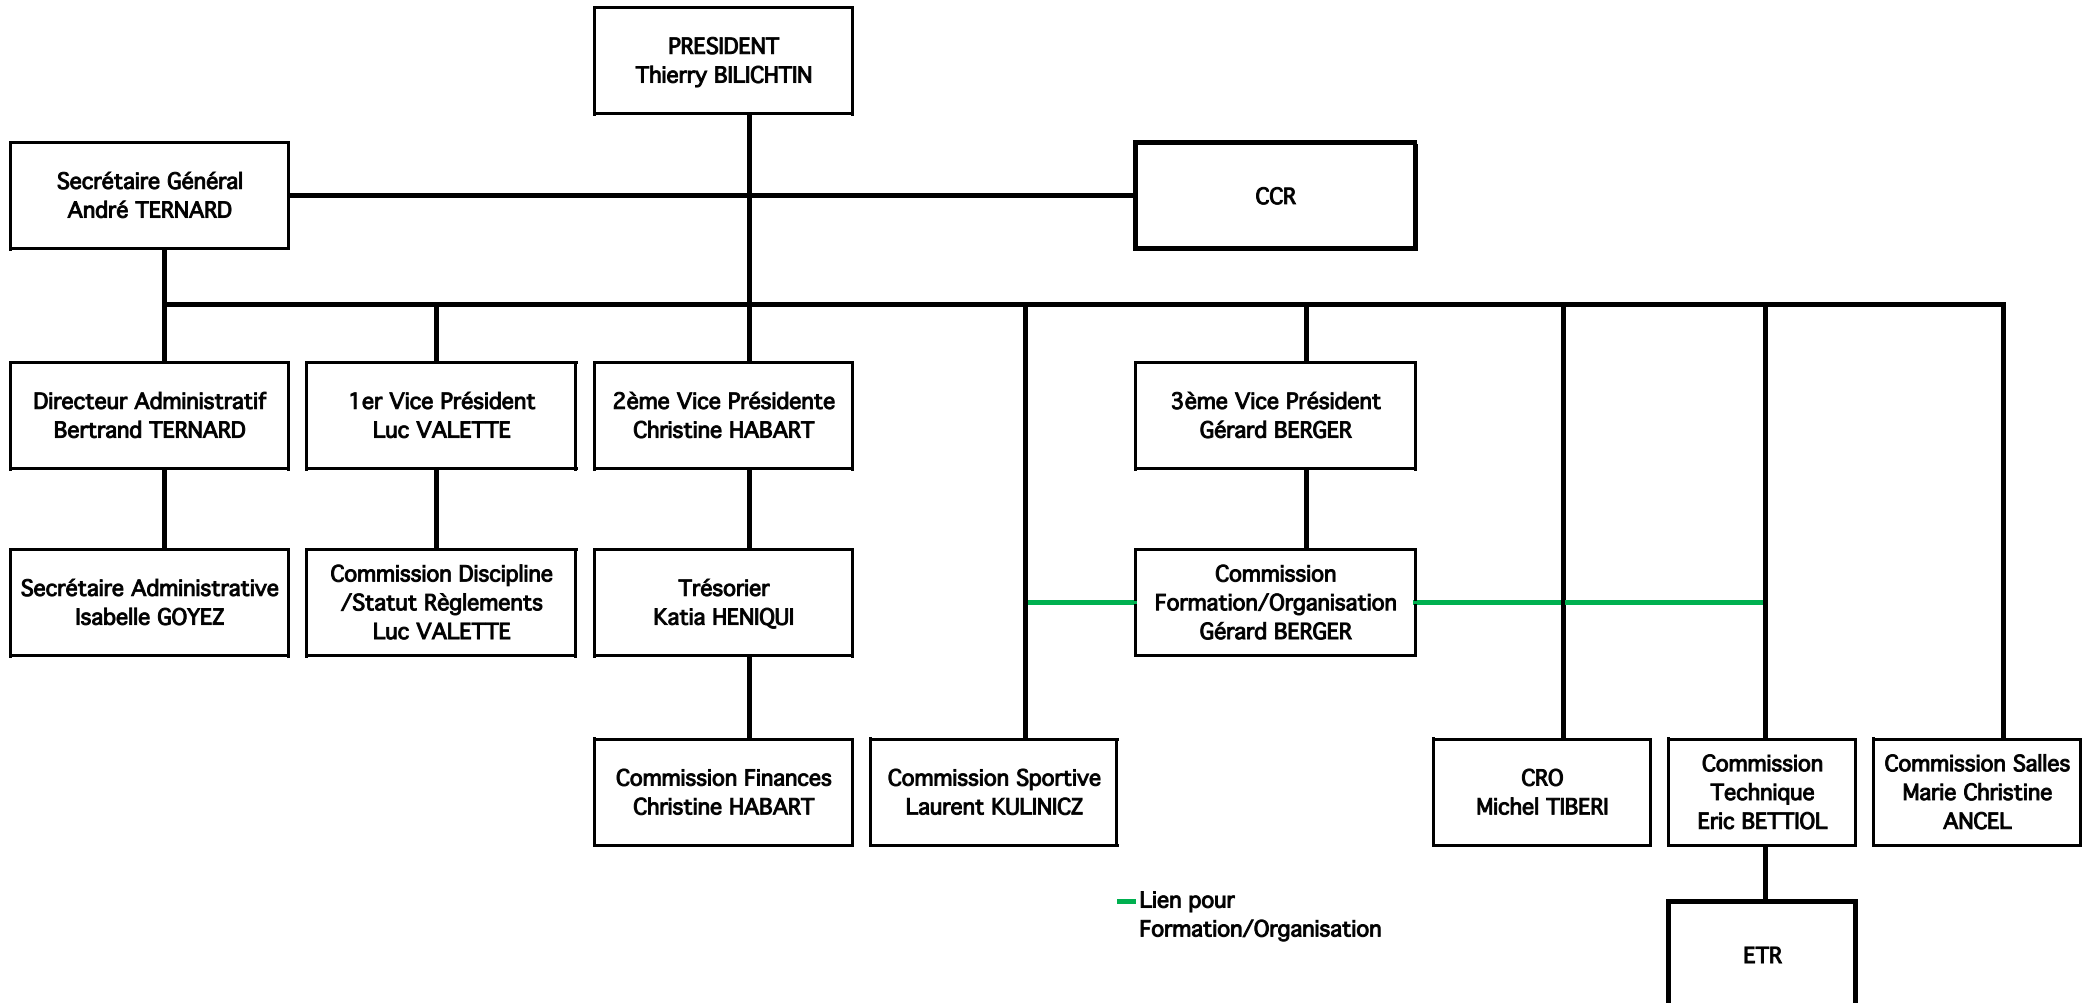 PRESIDENT
Thierry BILICHTIN
Secrétaire Général
André TERNARD
CCR
Directeur Administratif
Bertrand TERNARD
1er Vice Président
Luc VALETTE
2ème Vice Présidente
Christine HABART
3ème Vice Président
Gérard BERGER
Secrétaire Administrative
Isabelle GOYEZ
Commission Discipline
/Statut Règlements
Luc VALETTE
Trésorier
Katia HENIQUI
Commission
Formation/Organisation
Gérard BERGER
Commission Finances
Christine HABART
Commission Sportive
Laurent KULINICZ
CRO
Michel TIBERI
Commission
Technique
Eric BETTIOL
Commission Salles
Marie Christine
ANCEL
Lien pour
Formation/Organisation
ETR